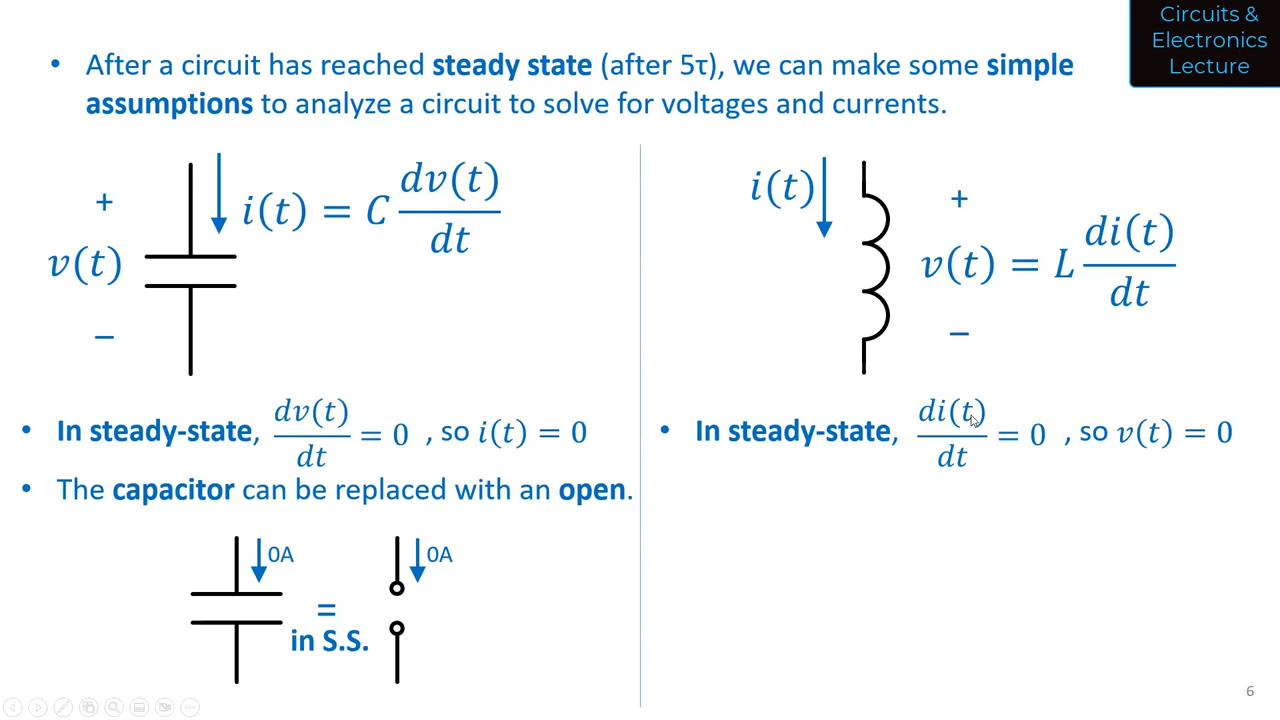 Circuits &
Electronics
Lecture
• After a circuit has reached steady state (after 5τ), we can make some simple
assumptions to analyze a circuit to solve for voltages and currents.
+
v(t)
−
i(t) = C dv(t)/dt
i(t)
+
v(t) = L di(t)/dt
−
• In steady-state, dv(t)/dt = 0 , so i(t) = 0
• The capacitor can be replaced with an open.
0A
=
in S.S.
0A
• In steady-state, di(t)/dt = 0 , so v(t) = 0
6